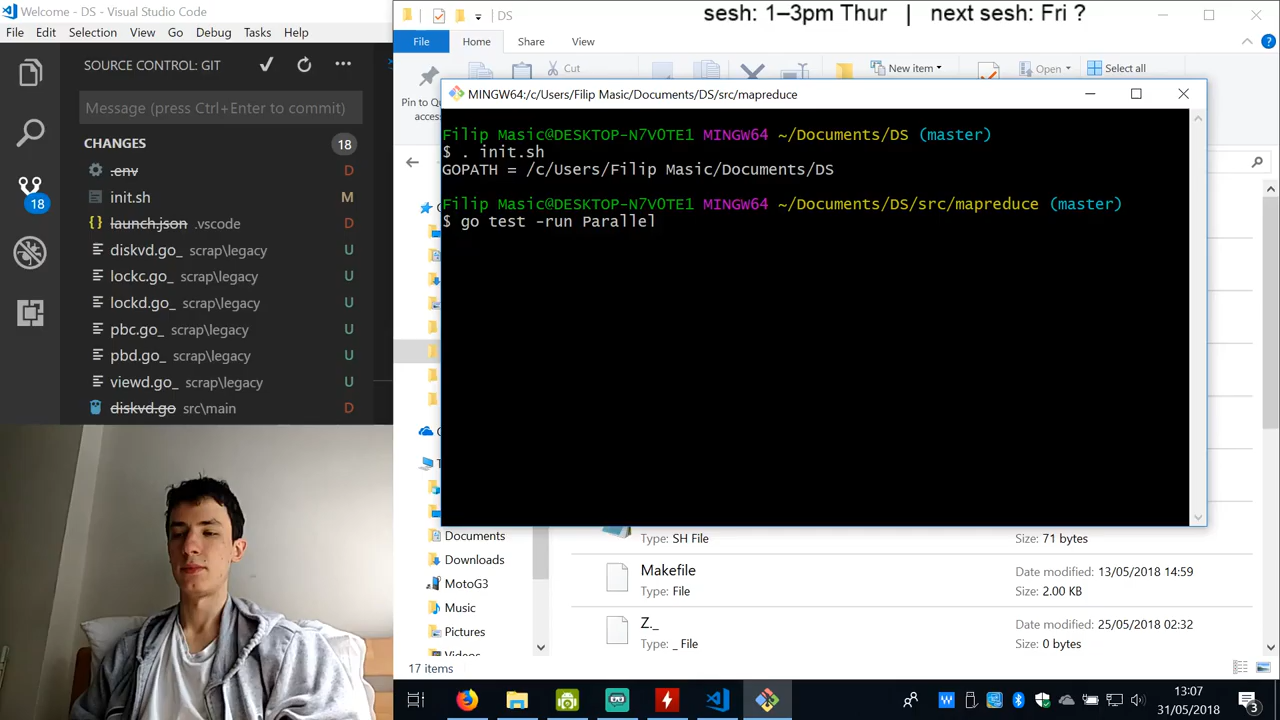 Welcome - DS - Visual Studio Code
File Edit Selection View Go Debug Tasks Help
SOURCE CONTROL: GIT
Message (press Ctrl+Enter to commit)
CHANGES 18
.env D
init.sh M
launch.json .vscode D
diskvd.go_ scrap\legacy U
lockc.go_ scrap\legacy U
lockd.go_ scrap\legacy U
pbc.go_ scrap\legacy U
pbd.go_ scrap\legacy U
viewd.go_ scrap\legacy U
diskvd.go src\main D
18
DS
sesh: 1–3pm Thur | next sesh: Fri ?
File Home Share View
Pin to Qu
acces
Cut
New item
Open
Select all
MINGW64:/c/Users/Filip Masic/Documents/DS/src/mapreduce
Filip Masic@DESKTOP-N7V0TE1 MINGW64 ~/Documents/DS (master)
$ . init.sh
GOPATH = /c/Users/Filip Masic/Documents/DS
Filip Masic@DESKTOP-N7V0TE1 MINGW64 ~/Documents/DS/src/mapreduce (master)
$ go test -run Parallel
Documents
Downloads
MotoG3
Music
Pictures
Videos
Type: SH File
Size: 71 bytes
Makefile
Type: File
Date modified: 13/05/2018 14:59
Size: 2.00 KB
Z._
Type: _ File
Date modified: 25/05/2018 02:32
Size: 0 bytes
17 items
13:07
31/05/2018
3